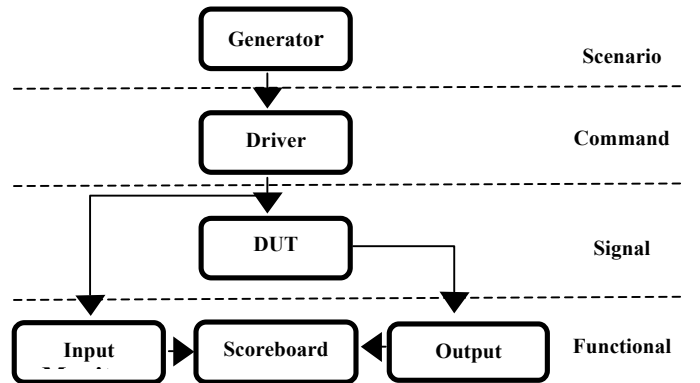 Generator
Scenario
Driver
Command
DUT
Signal
Input
Scoreboard
Output
Functional